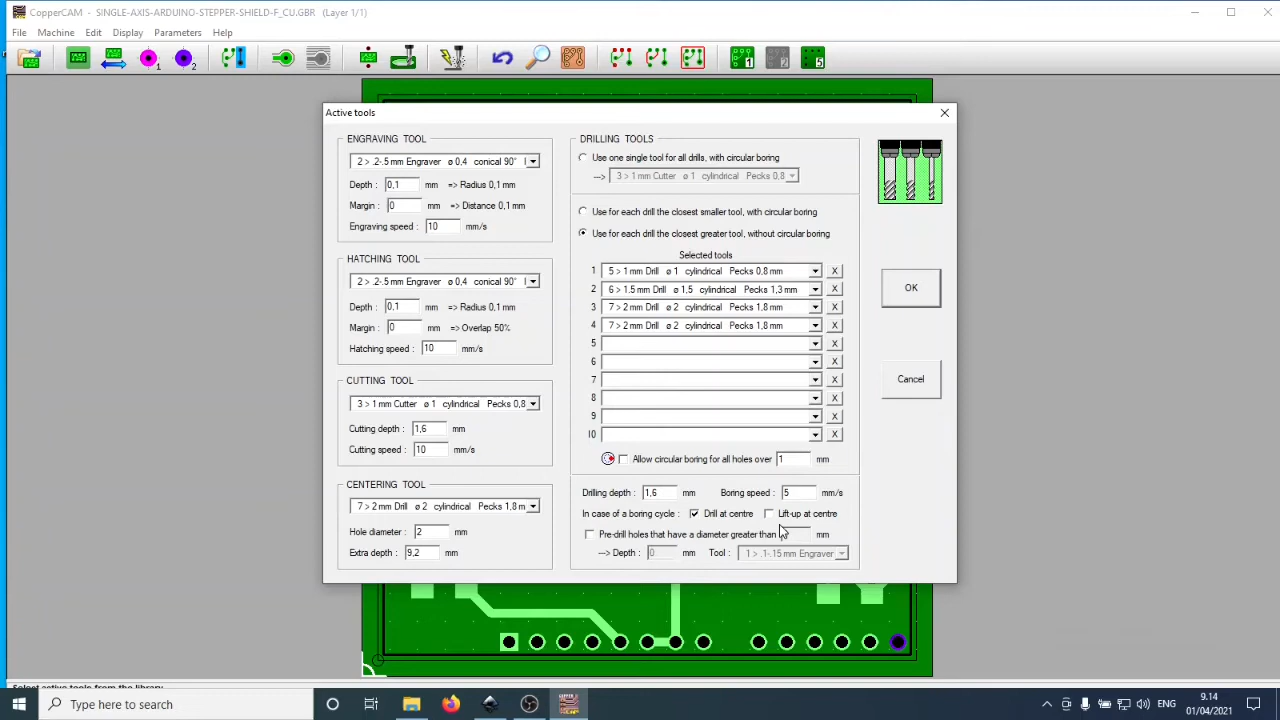 CopperCAM - SINGLE-AXIS-ARDUINO-STEPPER-SHIELD-F_CU.GBR (Layer 1/1)
File Machine Edit Display Parameters Help
1 2 1 2 5
Active tools
ENGRAVING TOOL
2 > .2-.5 mm Engraver ø 0,4 conical 90°
Depth : 0,1 mm => Radius 0,1 mm
Margin : 0 => Distance 0,1 mm
Engraving speed : 10 mm/s
HATCHING TOOL
2 > .2-.5 mm Engraver ø 0,4 conical 90°
Depth : 0,1 mm => Radius 0,1 mm
Margin : 0 mm => Overlap 50%
Hatching speed : 10 mm/s
CUTTING TOOL
3 > 1 mm Cutter ø 1 cylindrical Pecks 0,8
Cutting depth : 1,6 mm
Cutting speed : 10 mm/s
CENTERING TOOL
7 > 2 mm Drill ø 2 cylindrical Pecks 1,8 m
Hole diameter : 2 mm
Extra depth : 9,2 mm
DRILLING TOOLS
Use one single tool for all drills, with circular boring
---> 3 > 1 mm Cutter ø 1 cylindrical Pecks 0,8
Use for each drill the closest smaller tool, with circular boring
Use for each drill the closest greater tool, without circular boring
Selected tools
1 5 > 1 mm Drill ø 1 cylindrical Pecks 0,8 mm X
2 6 > 1.5 mm Drill ø 1,5 cylindrical Pecks 1,3 mm X
3 7 > 2 mm Drill ø 2 cylindrical Pecks 1,8 mm X
4 7 > 2 mm Drill ø 2 cylindrical Pecks 1,8 mm X
5 X
6 X
7 X
8 X
9 X
10 X
Allow circular boring for all holes over 1 mm
Drilling depth : 1,6 mm Boring speed : 5 mm/s
In case of a boring cycle : Drill at centre Lift-up at centre
Pre-drill holes that have a diameter greater than mm
---> Depth : 0 mm Tool : 1 > .1-.15 mm Engraver
OK
Cancel
Select active tools from the library
Type here to search
ENG
9.14
01/04/2021